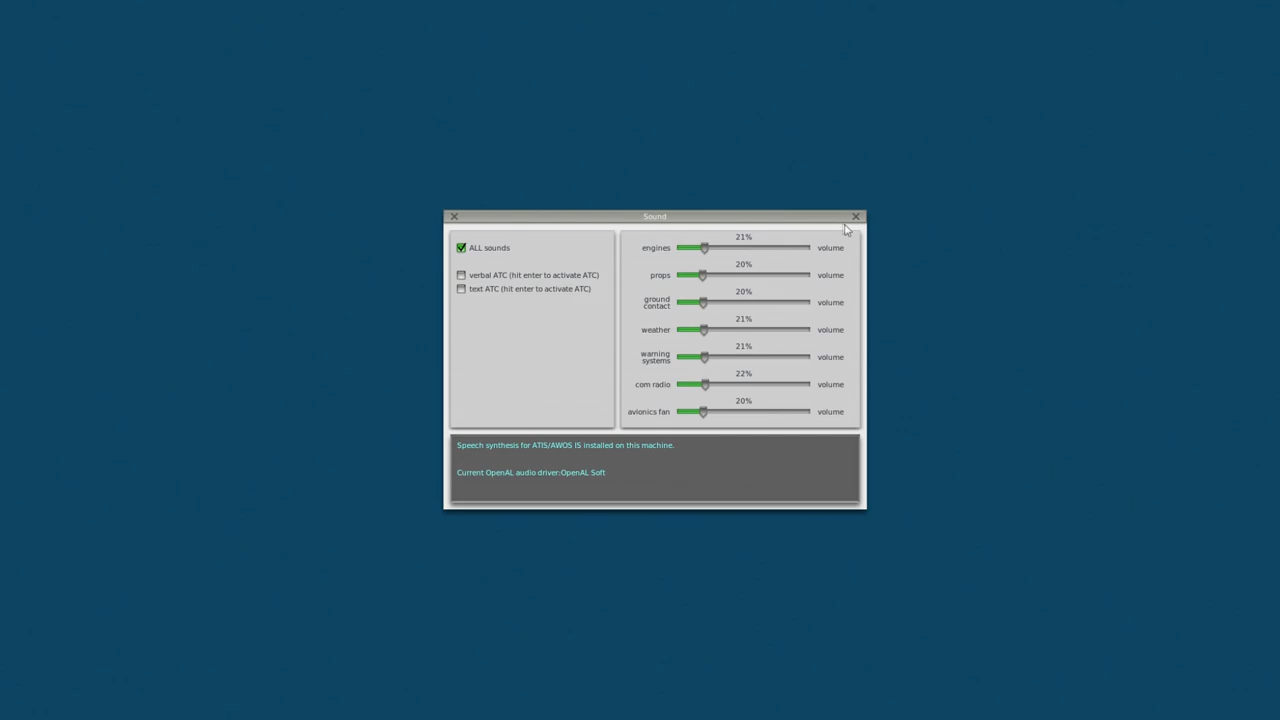 Sound
ALL sounds
verbal ATC (hit enter to activate ATC)
text ATC (hit enter to activate ATC)
21%
engines volume
20%
props volume
20%
ground
contact volume
21%
weather volume
21%
warning
systems volume
22%
com radio volume
20%
avionics fan volume
Speech synthesis for ATIS/AWOS IS installed on this machine.
Current OpenAL audio driver:OpenAL Soft